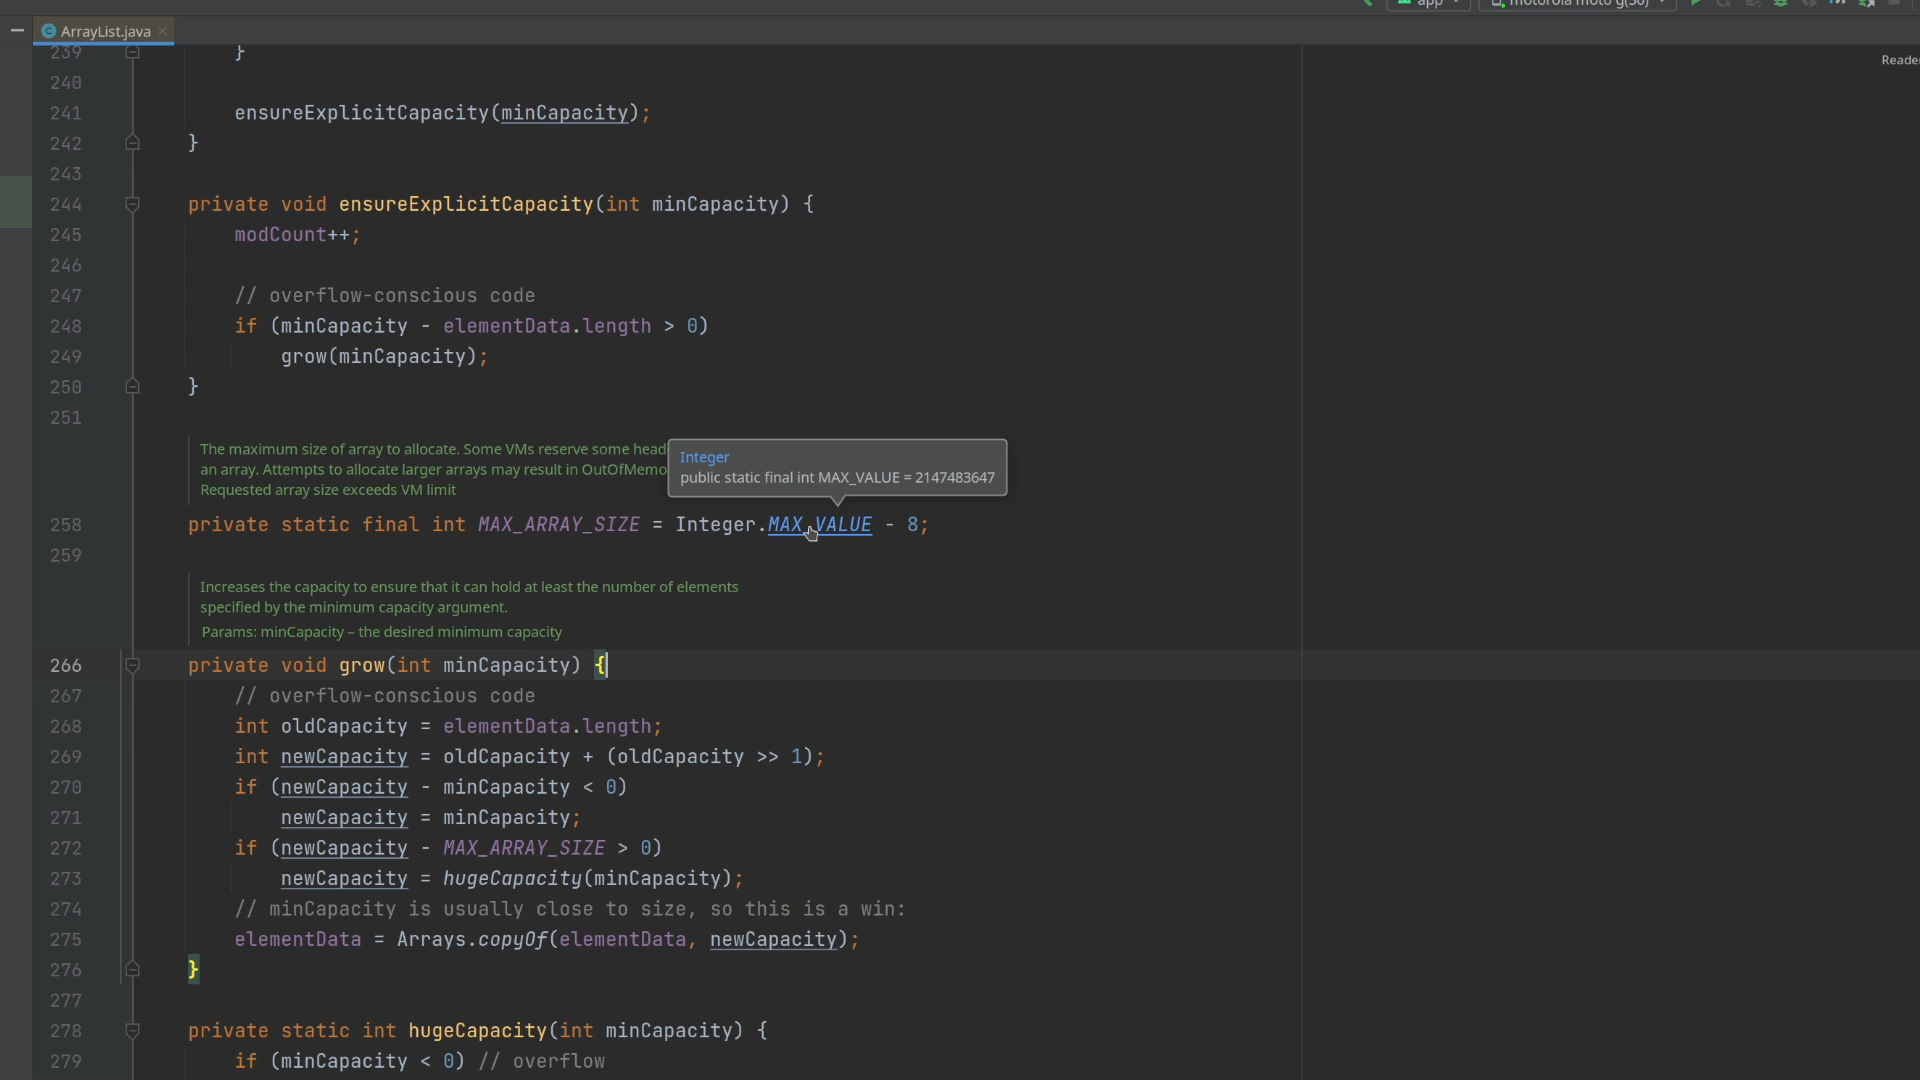 app
motorola moto g(30)
ArrayList.java
Reader
239 }
240
241 ensureExplicitCapacity(minCapacity);
242 }
243
244 private void ensureExplicitCapacity(int minCapacity) {
245 modCount++;
246
247 // overflow-conscious code
248 if (minCapacity - elementData.length > 0)
249 grow(minCapacity);
250 }
251
The maximum size of array to allocate. Some VMs reserve some head
an array. Attempts to allocate larger arrays may result in OutOfMemo
Requested array size exceeds VM limit
Integer
public static final int MAX_VALUE = 2147483647
258 private static final int MAX_ARRAY_SIZE = Integer.MAX_VALUE - 8;
259
Increases the capacity to ensure that it can hold at least the number of elements
specified by the minimum capacity argument.
Params: minCapacity – the desired minimum capacity
266 private void grow(int minCapacity) {
267 // overflow-conscious code
268 int oldCapacity = elementData.length;
269 int newCapacity = oldCapacity + (oldCapacity >> 1);
270 if (newCapacity - minCapacity < 0)
271 newCapacity = minCapacity;
272 if (newCapacity - MAX_ARRAY_SIZE > 0)
273 newCapacity = hugeCapacity(minCapacity);
274 // minCapacity is usually close to size, so this is a win:
275 elementData = Arrays.copyOf(elementData, newCapacity);
276 }
277
278 private static int hugeCapacity(int minCapacity) {
279 if (minCapacity < 0) // overflow